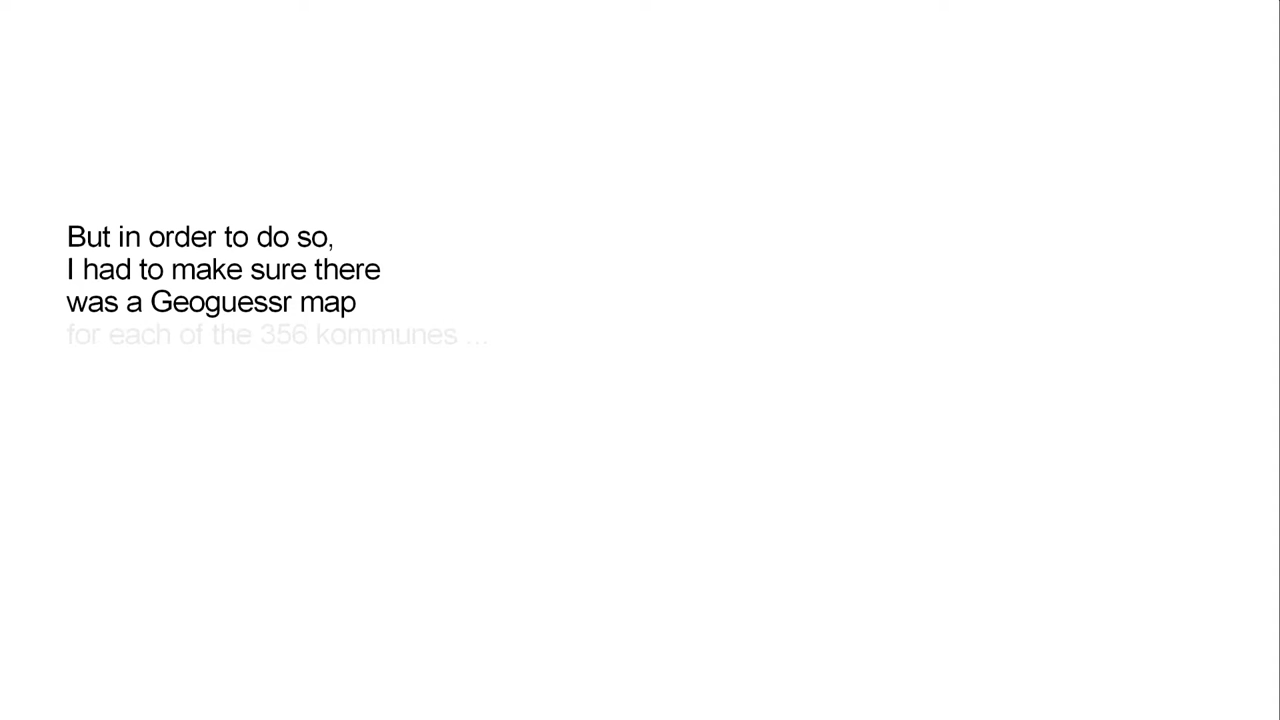 But in order to do so,
I had to make sure there
was a Geoguessr map
for each of the 356 kommunes ...